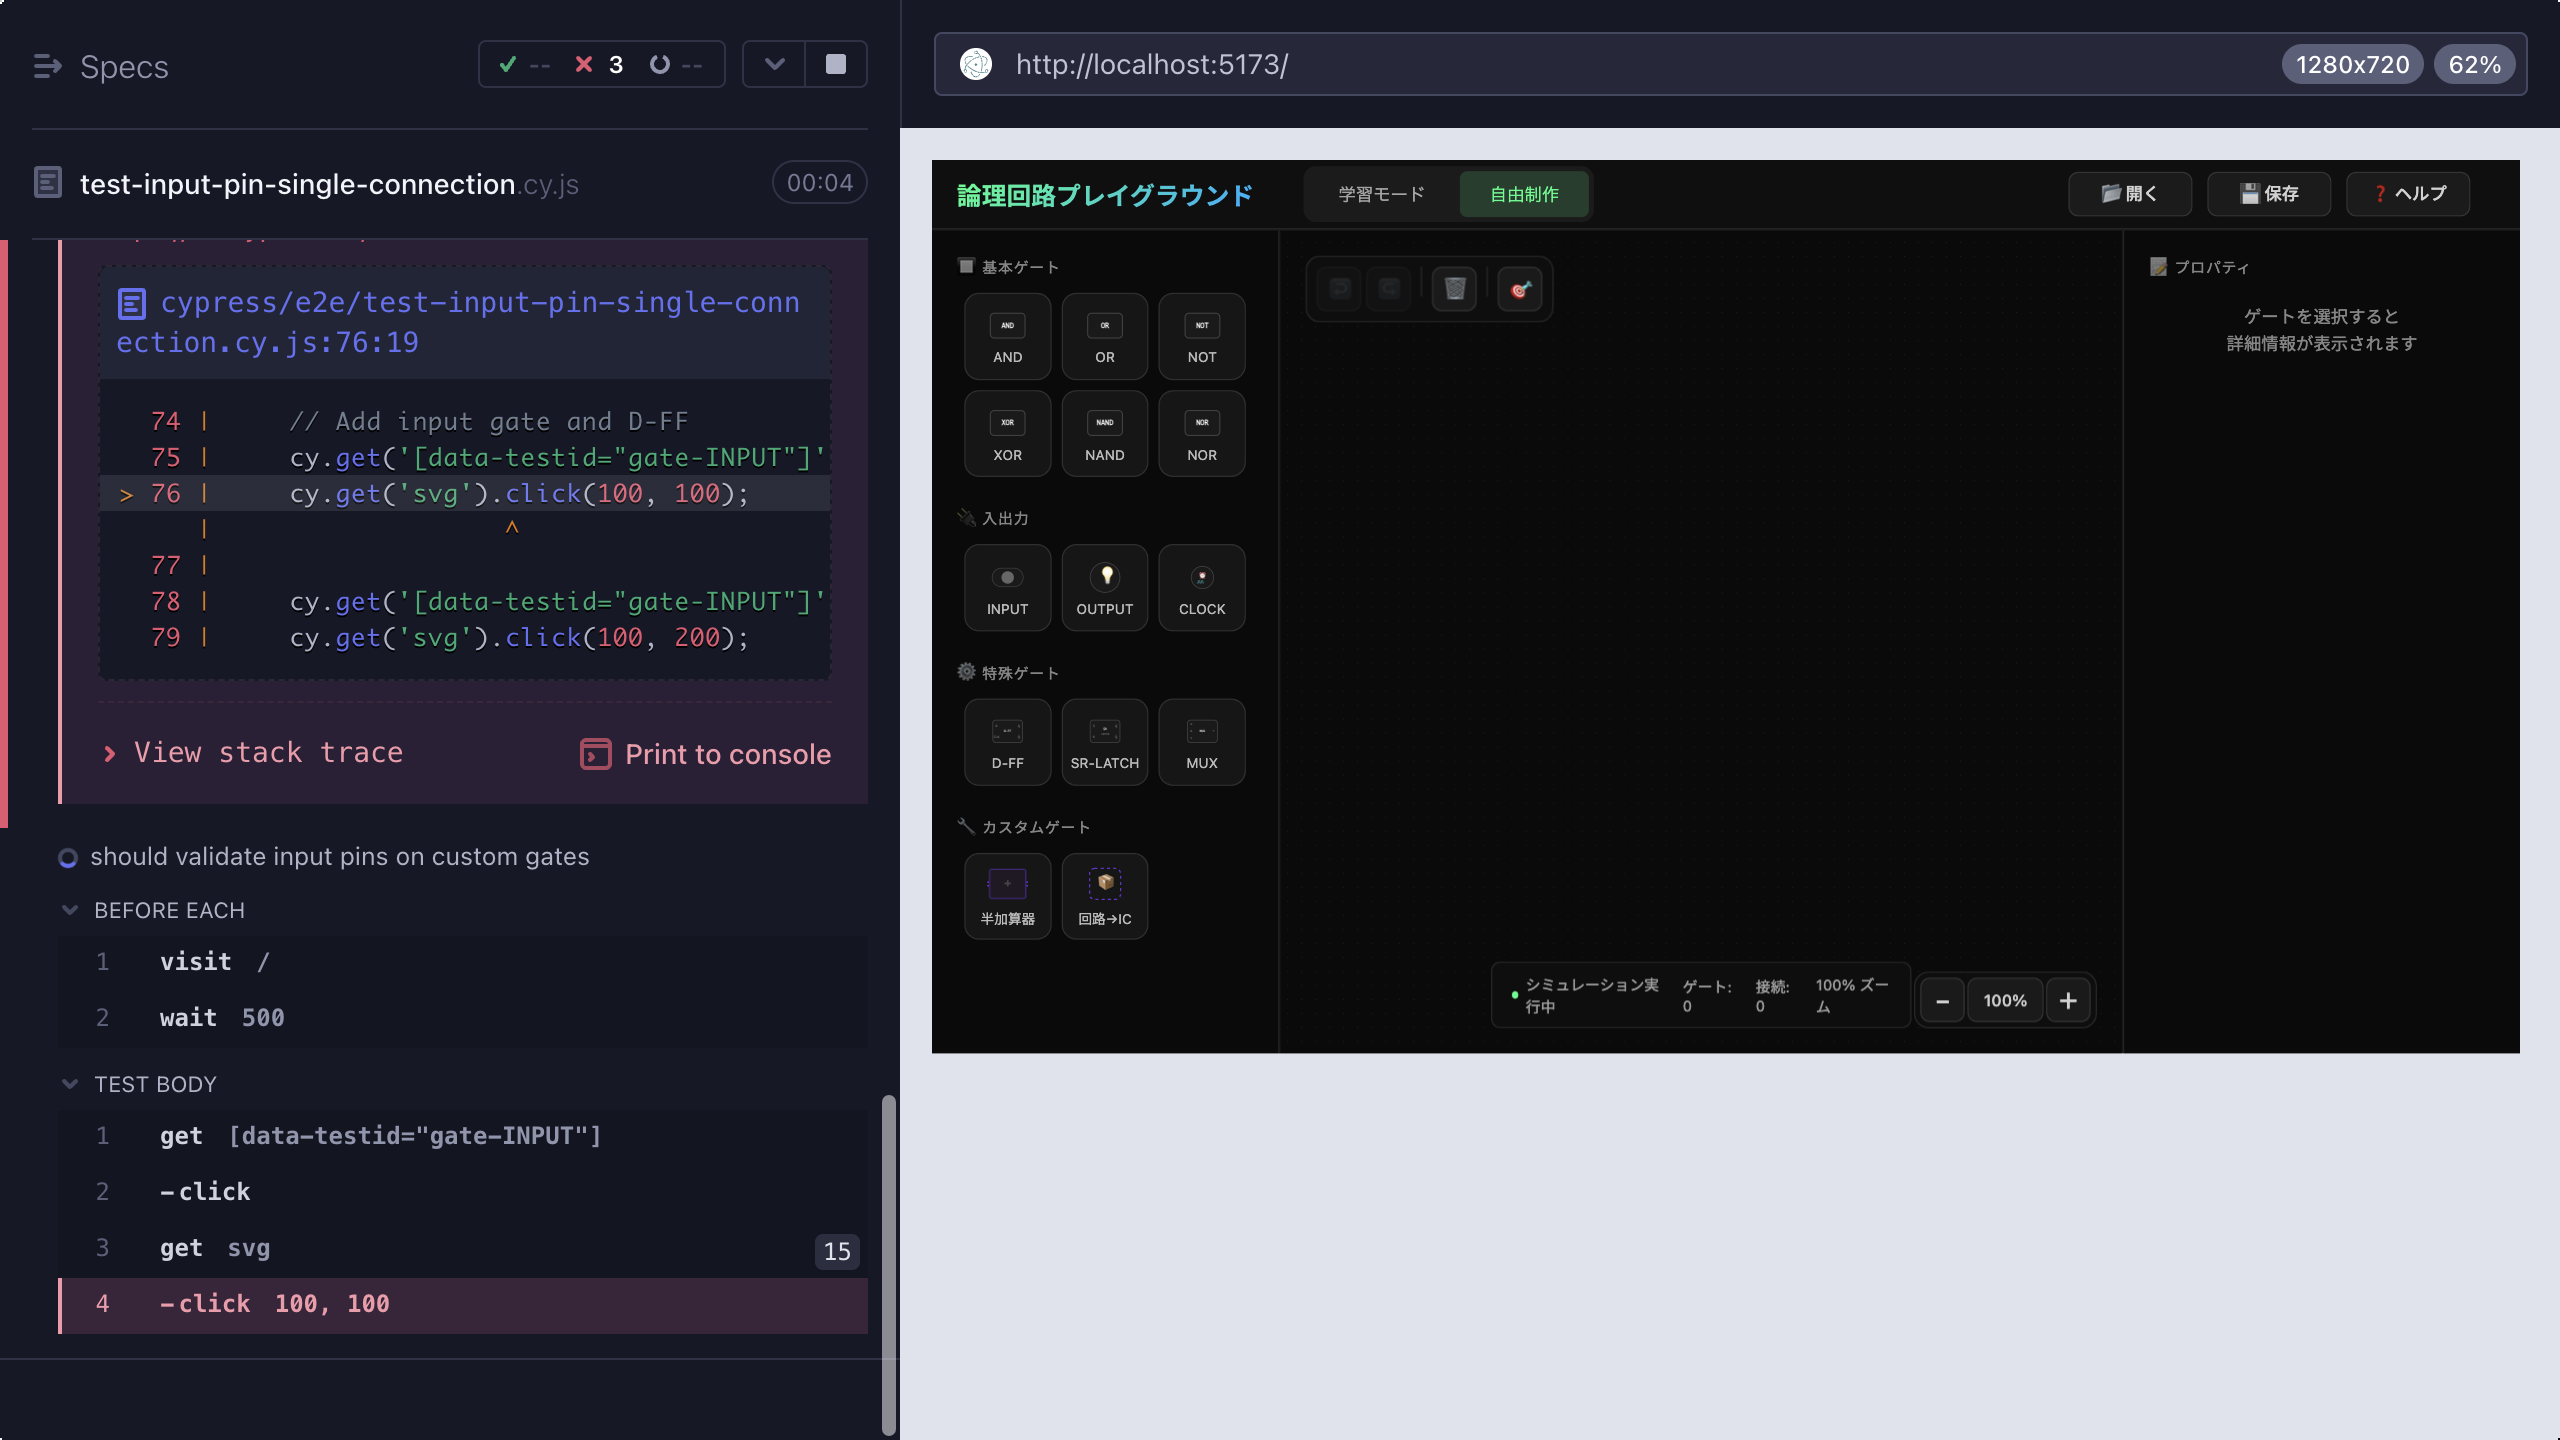 Specs
-- 3 --
test-input-pin-single-connection.cy.js 00:04
cypress/e2e/test-input-pin-single-conn
ection.cy.js:76:19
74 | // Add input gate and D-FF
75 | cy.get('[data-testid="gate-INPUT"]'
> 76 | cy.get('svg').click(100, 100);
| ^
77 |
78 | cy.get('[data-testid="gate-INPUT"]'
79 | cy.get('svg').click(100, 200);
View stack trace
Print to console
should validate input pins on custom gates
BEFORE EACH
1 visit /
2 wait 500
TEST BODY
1 get [data-testid="gate-INPUT"]
2 -click
3 get svg 15
4 -click 100, 100
http://localhost:5173/
1280x720 62%
論理回路プレイグラウンド
学習モード 自由制作
開く 保存 ヘルプ
基本ゲート
AND OR NOT
AND OR NOT
XOR NAND NOR
XOR NAND NOR
入出力
INPUT OUTPUT CLOCK
特殊ゲート
D-FF SR-LATCH MUX
カスタムゲート
半加算器 回路→IC
プロパティ
ゲートを選択すると
詳細情報が表示されます
シミュレーション実
行中
ゲート:
0
接続:
0
100% ズー
ム
− 100% +